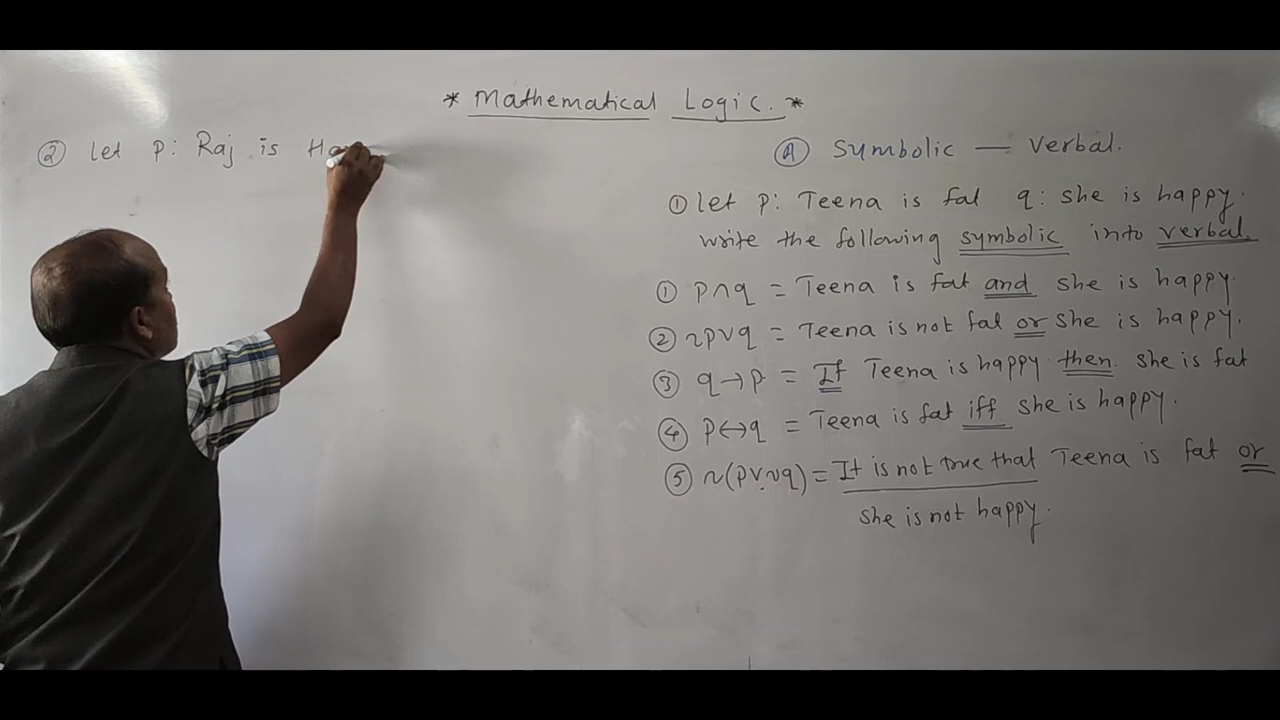 * Mathematical Logic. *
② Let p: Raj is Ha
Ⓐ Symbolic — Verbal.
① Let p: Teena is fat q: she is happy.
write the following symbolic into verbal.
① p∧q = Teena is fat and she is happy.
② ~p∨q = Teena is not fat or she is happy.
③ q→p = If Teena is happy then she is fat
④ p↔q = Teena is fat iff she is happy.
⑤ ~(p∨~q) = It is not true that Teena is fat or
she is not happy.